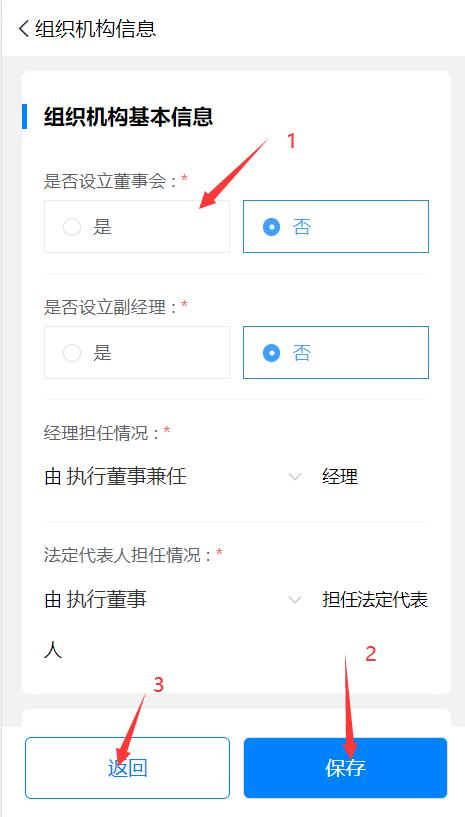 组织机构信息
组织机构基本信息
1
是否设立董事会：*
是 否
是否设立副经理：*
是 否
经理担任情况：*
由 执行董事兼任 经理
法定代表人担任情况：*
由 执行董事 担任法定代表
人
2
3
返回 保存